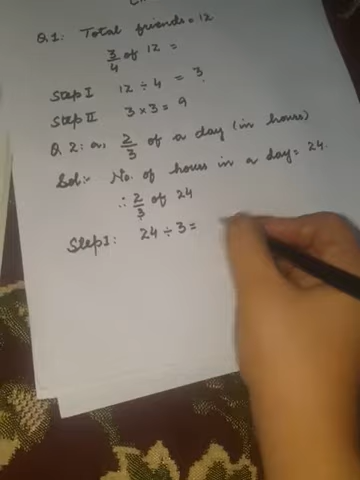 Q1: Total friends = 12
3/4 of 12 =
Step I 12 ÷ 4 = 3
Step II 3 × 3 = 9
Q 2: a, 2/3 of a day (in hours)
Sol:- No. of hours in a day = 24.
∴ 2/3 of 24
Step I: 24 ÷ 3 =